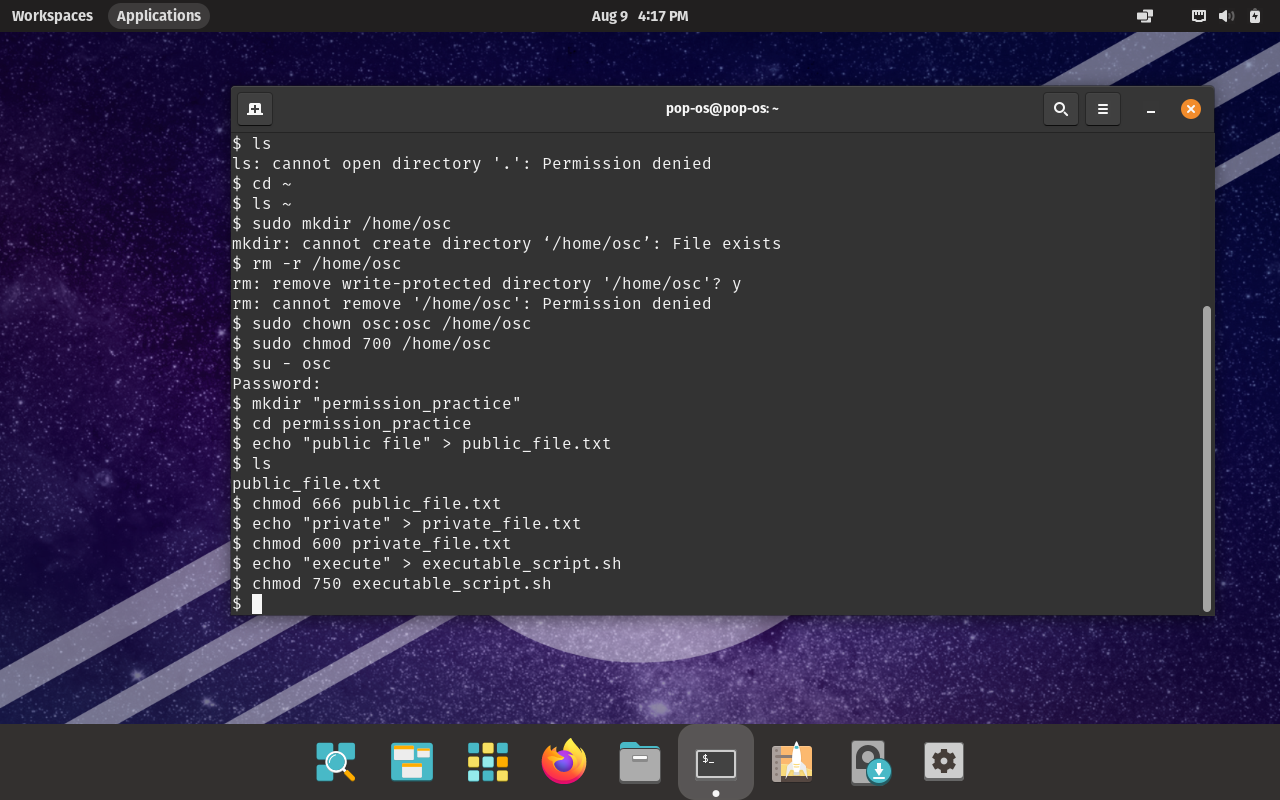 Workspaces Applications Aug 9 4:17 PM
pop-os@pop-os: ~
$ ls
ls: cannot open directory '.': Permission denied
$ cd ~
$ ls ~
$ sudo mkdir /home/osc
mkdir: cannot create directory ‘/home/osc’: File exists
$ rm -r /home/osc
rm: remove write-protected directory '/home/osc'? y
rm: cannot remove '/home/osc': Permission denied
$ sudo chown osc:osc /home/osc
$ sudo chmod 700 /home/osc
$ su - osc
Password:
$ mkdir "permission_practice"
$ cd permission_practice
$ echo "public file" > public_file.txt
$ ls
public_file.txt
$ chmod 666 public_file.txt
$ echo "private" > private_file.txt
$ chmod 600 private_file.txt
$ echo "execute" > executable_script.sh
$ chmod 750 executable_script.sh
$
$_